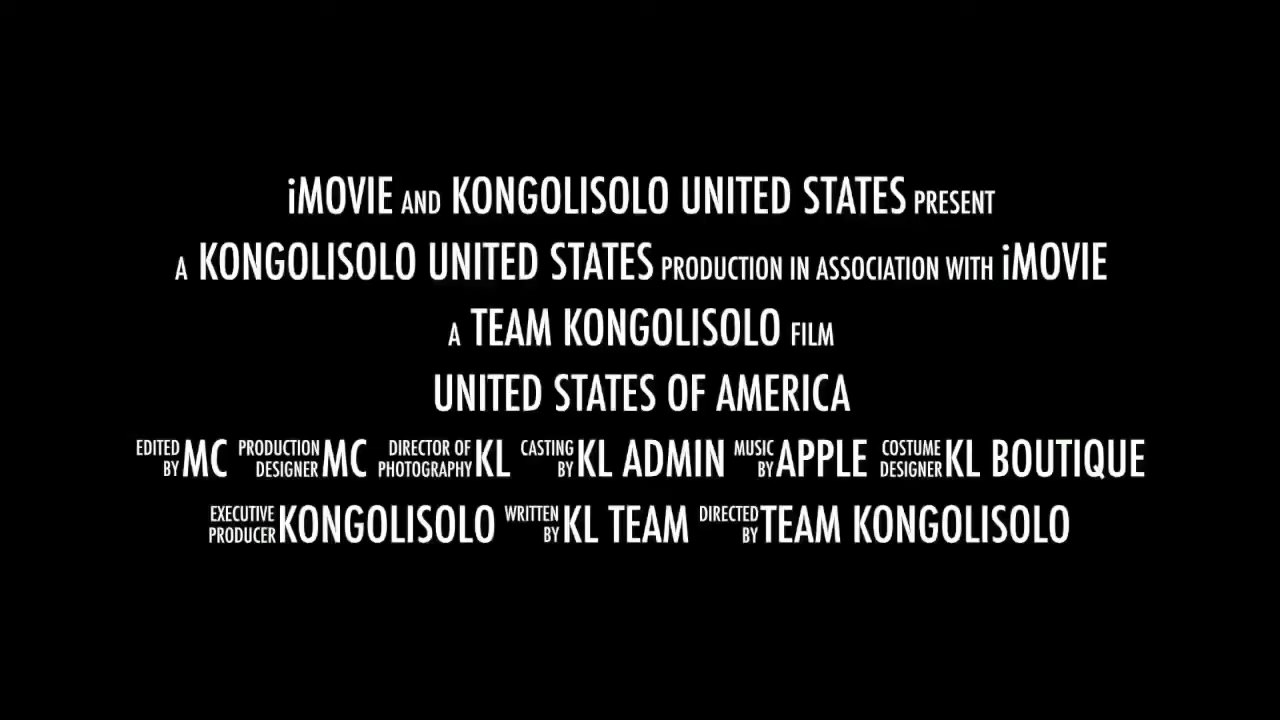 iMOVIE AND KONGOLISOLO UNITED STATES PRESENT
A KONGOLISOLO UNITED STATES PRODUCTION IN ASSOCIATION WITH iMOVIE
A TEAM KONGOLISOLO FILM
UNITED STATES OF AMERICA
EDITED BY MC PRODUCTION DESIGNER MC DIRECTOR OF PHOTOGRAPHY KL CASTING BY KL ADMIN MUSIC BY APPLE COSTUME DESIGNER KL BOUTIQUE
EXECUTIVE PRODUCER KONGOLISOLO WRITTEN BY KL TEAM DIRECTED BY TEAM KONGOLISOLO